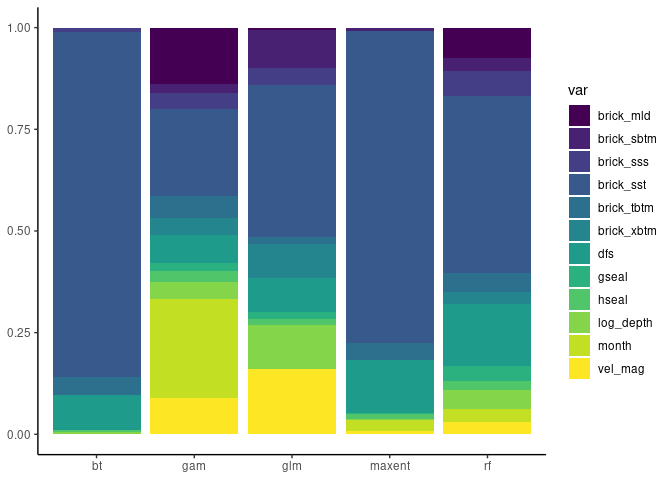 1.00
0.75
0.50
0.25
0.00
bt
gam
glm
maxent
rf
var
brick_mld
brick_sbtm
brick_sss
brick_sst
brick_tbtm
brick_xbtm
dfs
gseal
hseal
log_depth
month
vel_mag